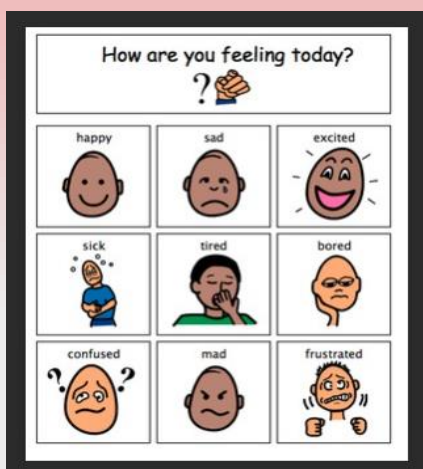 How are you feeling today?
?
happy sad excited
sick tired bored
confused mad frustrated
? ?